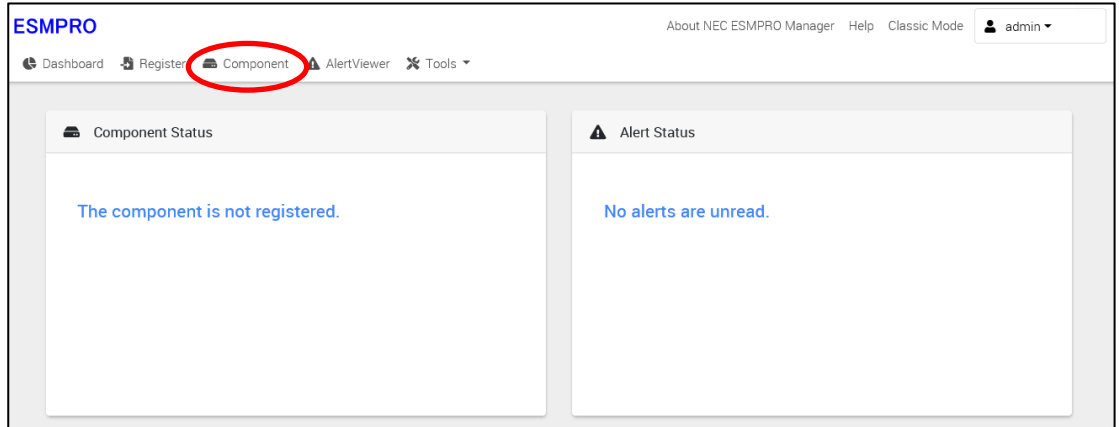 ESMPRO
About NEC ESMPRO Manager Help Classic Mode admin
Dashboard Register Component AlertViewer Tools
Component Status
Alert Status
The component is not registered.
No alerts are unread.